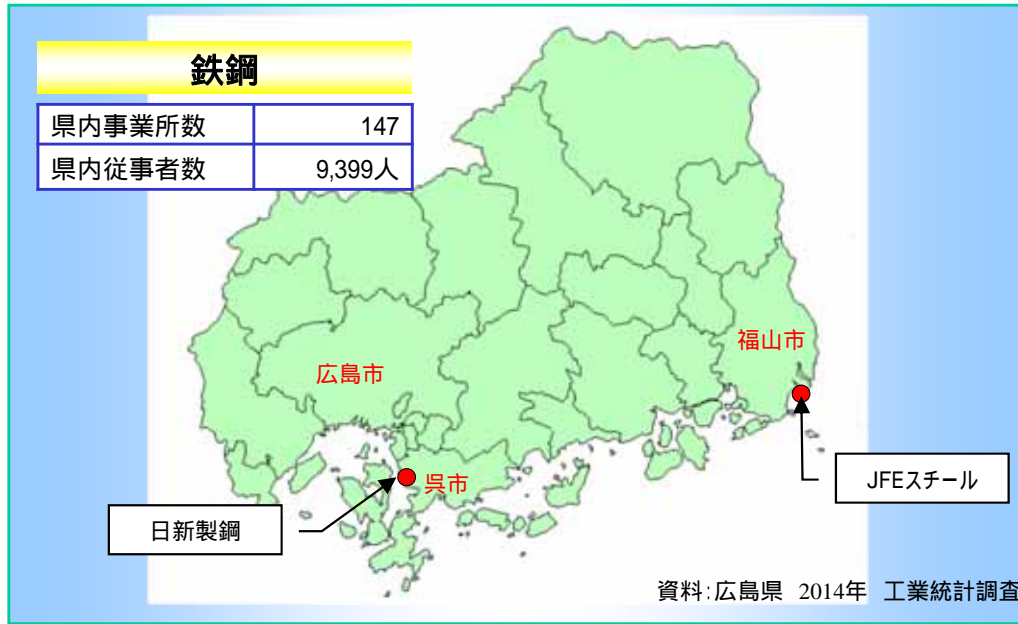 鉄鋼
県内事業所数 147
県内従事者数 9,399人
福山市
広島市
呉市
JFEスチール
日新製鋼
資料:広島県 2014年 工業統計調査